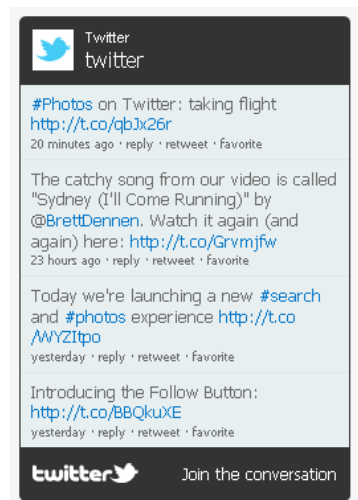 Twitter
twitter
#Photos on Twitter: taking flight
http://t.co/qbJx26r
20 minutes ago · reply · retweet · favorite
The catchy song from our video is called
"Sydney (I'll Come Running)" by
@BrettDennen. Watch it again (and
again) here: http://t.co/Grvmjfw
23 hours ago · reply · retweet · favorite
Today we're launching a new #search
and #photos experience http://t.co
/WYZItpo
yesterday · reply · retweet · favorite
Introducing the Follow Button:
http://t.co/BBQkuXE
yesterday · reply · retweet · favorite
twitter
Join the conversation